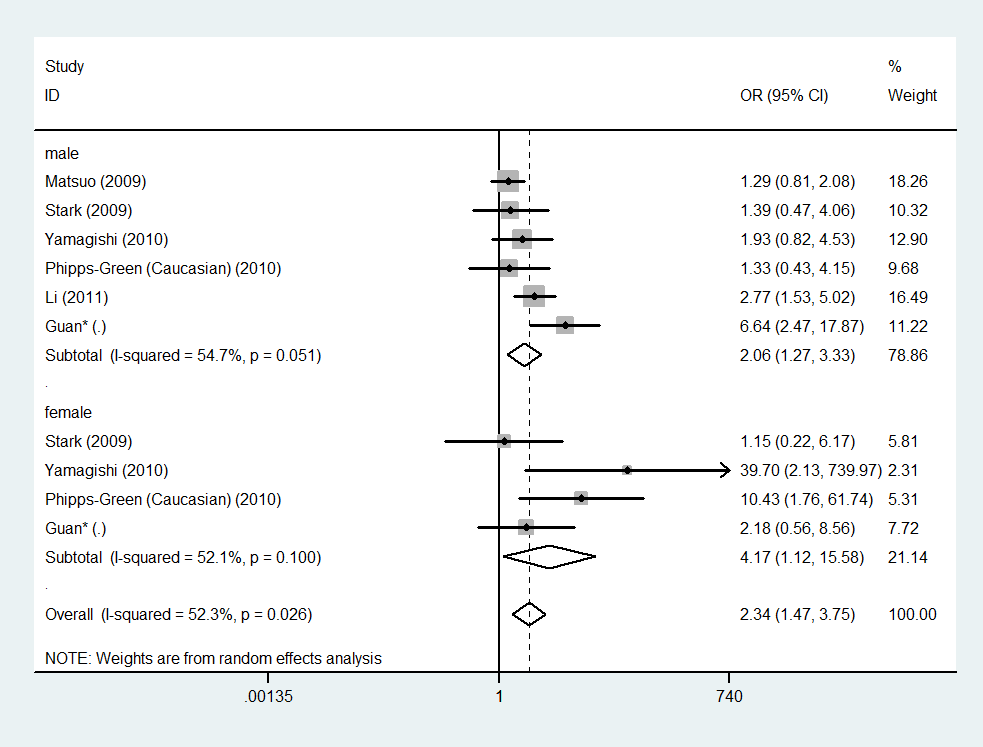 Study %
ID OR (95% CI) Weight
male
Matsuo (2009) 1.29 (0.81, 2.08) 18.26
Stark (2009) 1.39 (0.47, 4.06) 10.32
Yamagishi (2010) 1.93 (0.82, 4.53) 12.90
Phipps-Green (Caucasian) (2010) 1.33 (0.43, 4.15) 9.68
Li (2011) 2.77 (1.53, 5.02) 16.49
Guan* (.) 6.64 (2.47, 17.87) 11.22
Subtotal (I-squared = 54.7%, p = 0.051) 2.06 (1.27, 3.33) 78.86
.
female
Stark (2009) 1.15 (0.22, 6.17) 5.81
Yamagishi (2010) 39.70 (2.13, 739.97) 2.31
Phipps-Green (Caucasian) (2010) 10.43 (1.76, 61.74) 5.31
Guan* (.) 2.18 (0.56, 8.56) 7.72
Subtotal (I-squared = 52.1%, p = 0.100) 4.17 (1.12, 15.58) 21.14
.
Overall (I-squared = 52.3%, p = 0.026) 2.34 (1.47, 3.75) 100.00
NOTE: Weights are from random effects analysis
.00135 1 740